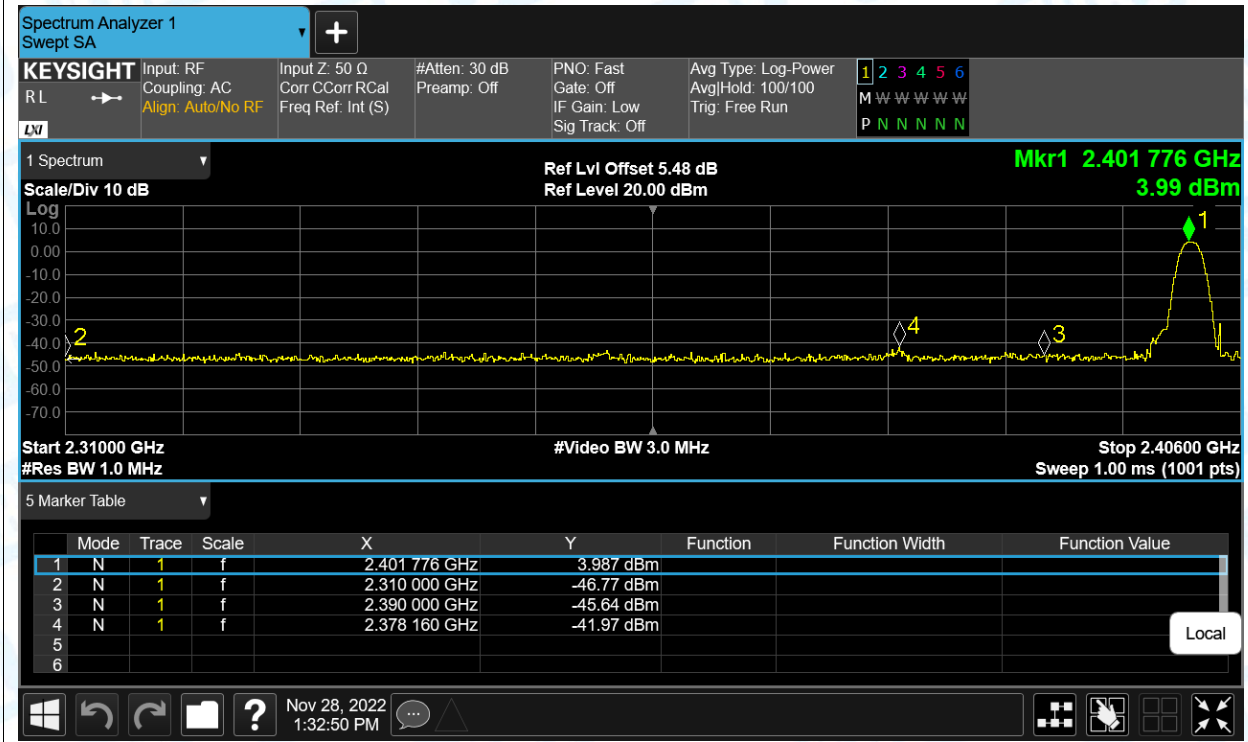 Spectrum Analyzer 1
Swept SA
KEYSIGHT
R L
LXI
Input: RF
Coupling: AC
Align: Auto/No RF
Input Z: 50 Ω
Corr CCorr RCal
Freq Ref: Int (S)
#Atten: 30 dB
Preamp: Off
PNO: Fast
Gate: Off
IF Gain: Low
Sig Track: Off
Avg Type: Log-Power
Avg|Hold: 100/100
Trig: Free Run
1 2 3 4 5 6
M W W W W W W
P N N N N N N
1 Spectrum
Scale/Div 10 dB
Ref Lvl Offset 5.48 dB
Ref Level 20.00 dBm
Mkr1 2.401 776 GHz
3.99 dBm
Log
10.0
0.00
-10.0
-20.0
-30.0
-40.0
-50.0
-60.0
-70.0
1
2
4
3
Start 2.31000 GHz
#Video BW 3.0 MHz
Stop 2.40600 GHz
#Res BW 1.0 MHz
Sweep 1.00 ms (1001 pts)
5 Marker Table
Mode Trace Scale X Y Function Function Width Function Value
1 N 1 f 2.401 776 GHz 3.987 dBm
2 N 1 f 2.310 000 GHz -46.77 dBm
3 N 1 f 2.390 000 GHz -45.64 dBm
4 N 1 f 2.378 160 GHz -41.97 dBm
5
6
Local
?
Nov 28, 2022
1:32:50 PM